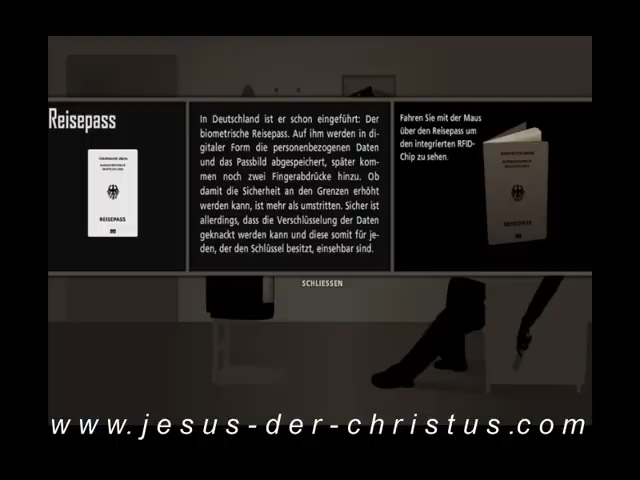 Reisepass
REISEPASS
In Deutschland ist er schon eingeführt: Der
biometrische Reisepass. Auf ihm werden in di-
gitaler Form die personenbezogenen Daten
und das Passbild abgespeichert, später kom-
men noch zwei Fingerabdrücke hinzu. Ob
damit die Sicherheit an den Grenzen erhöht
werden kann, ist mehr als umstritten. Sicher ist
allerdings, dass die Verschlüsselung der Daten
geknackt werden kann und diese somit für je-
den, der den Schlüssel besitzt, einsehbar sind.
Fahren Sie mit der Maus
über den Reisepass um
den integrierten RFID-
Chip zu sehen.
REISEPASS
SCHLIESSEN
www.jesus-der-christus.com